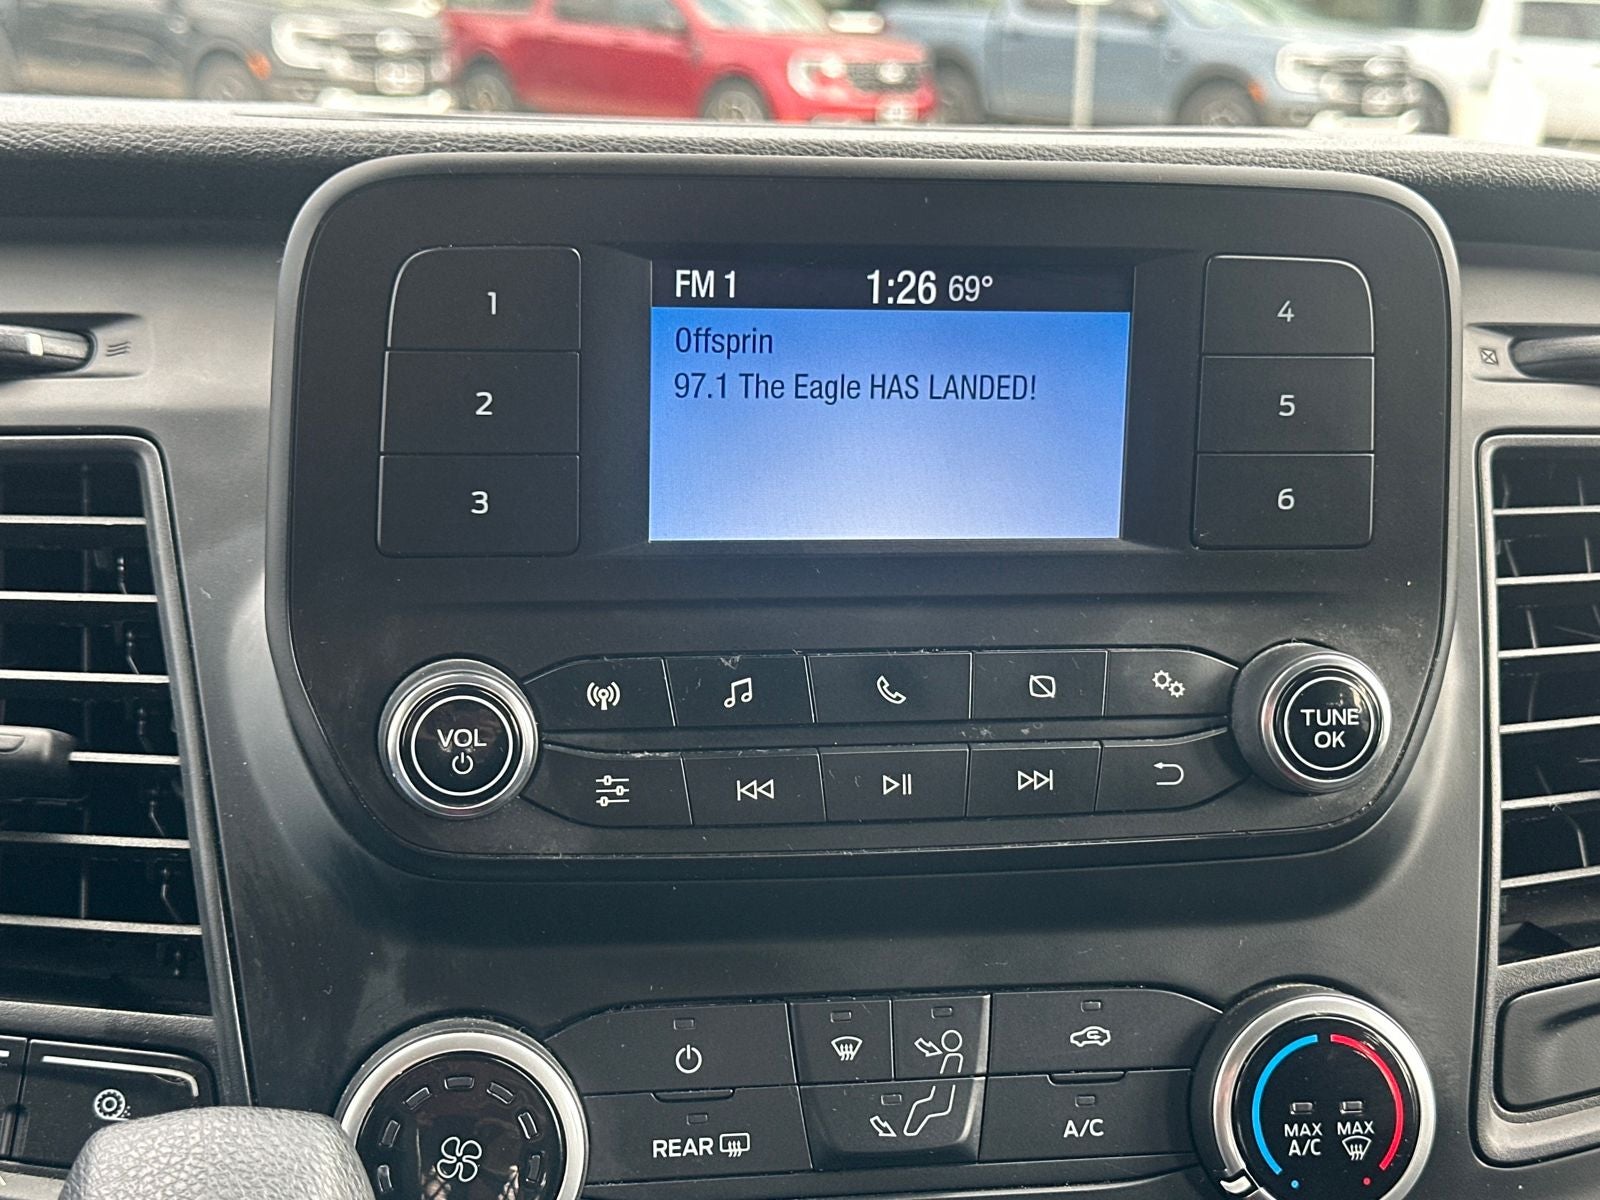 FM 1 1:26 69°
Offsprin
97.1 The Eagle HAS LANDED!
1
2
3
4
5
6
VOL
TUNE
OK
REAR
A/C
MAX
A/C
MAX